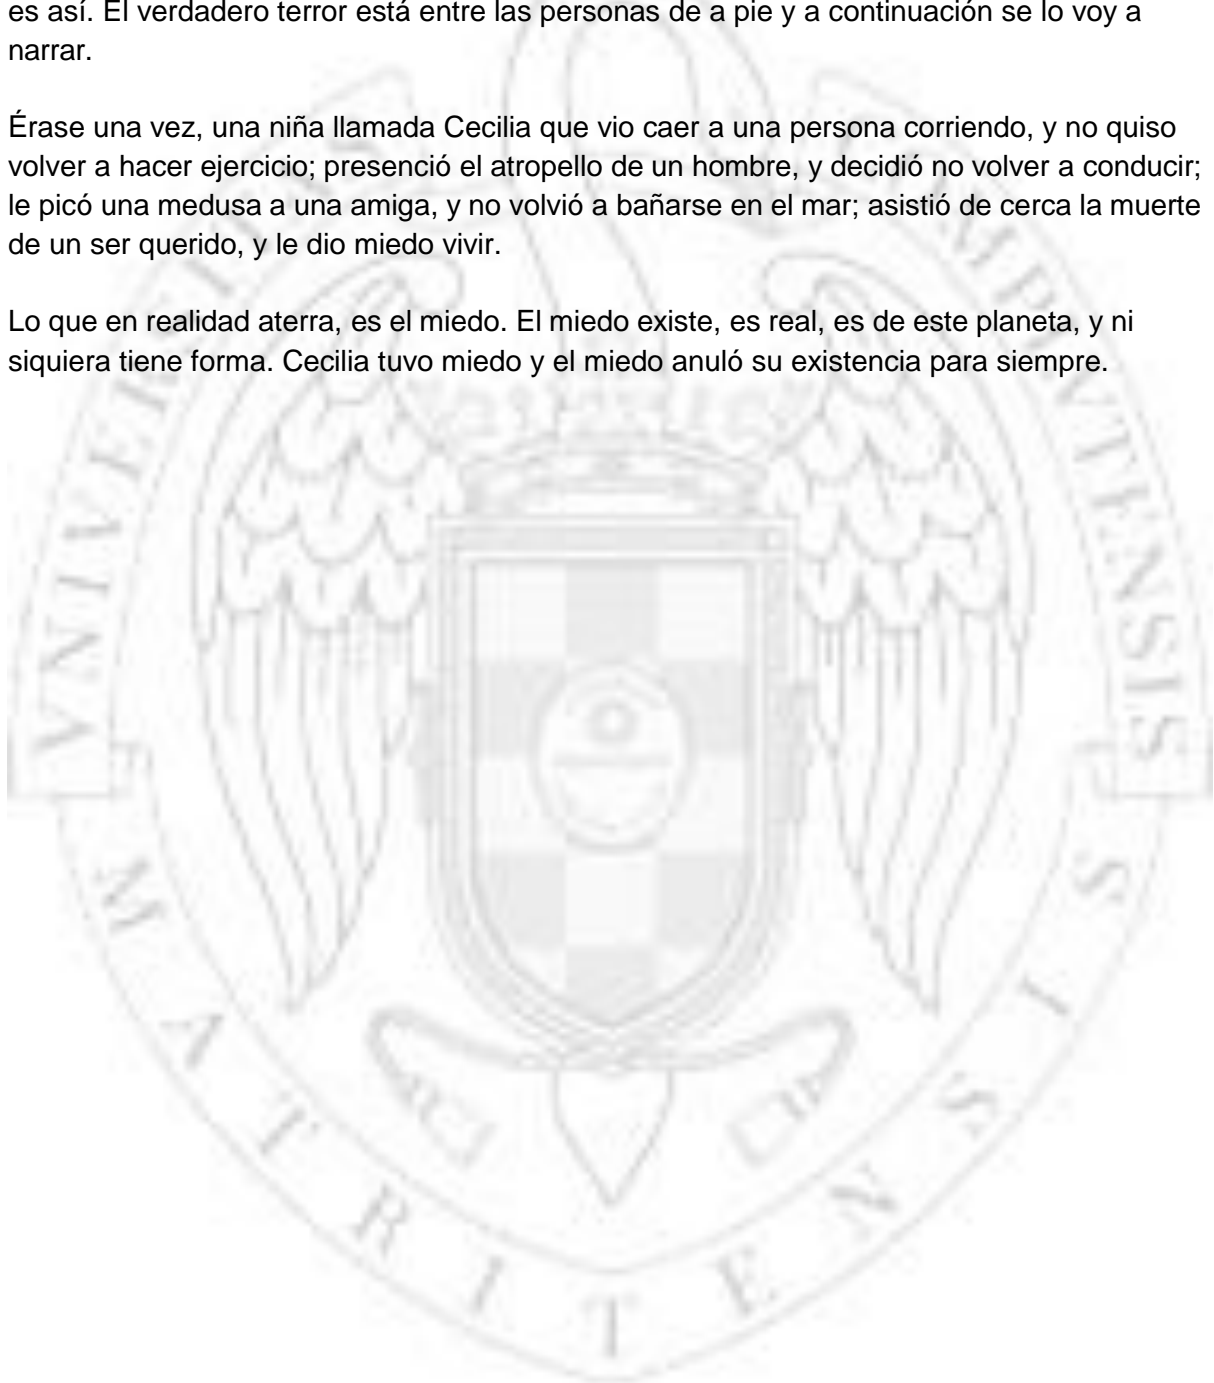 es así. El verdadero terror está entre las personas de a pie y a continuación se lo voy a
narrar.
Érase una vez, una niña llamada Cecilia que vio caer a una persona corriendo, y no quiso
volver a hacer ejercicio; presenció el atropello de un hombre, y decidió no volver a conducir;
le picó una medusa a una amiga, y no volvió a bañarse en el mar; asistió de cerca la muerte
de un ser querido, y le dio miedo vivir.
Lo que en realidad aterra, es el miedo. El miedo existe, es real, es de este planeta, y ni
siquiera tiene forma. Cecilia tuvo miedo y el miedo anuló su existencia para siempre.
VNIVERSITAS COMPLVTENSIS
MATRITENSIS